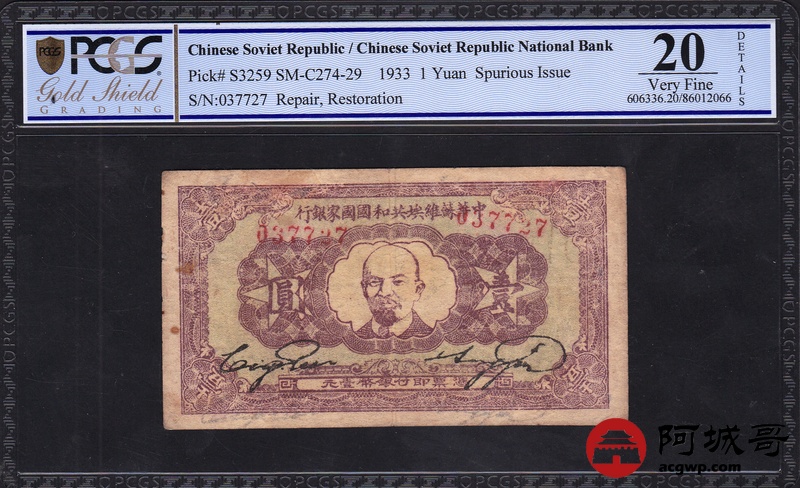 PCGS
Gold Shield
GRADING
Chinese Soviet Republic / Chinese Soviet Republic National Bank
Pick# S3259 SM-C274-29 1933 1 Yuan Spurious Issue
S/N:037727 Repair, Restoration
20
Very Fine
606336.20/86012066
DETAILS
中華蘇維埃共和國國家銀行
037727
037727
壹圓
憑票即付銀幣壹元
阿城哥
acgwp.com